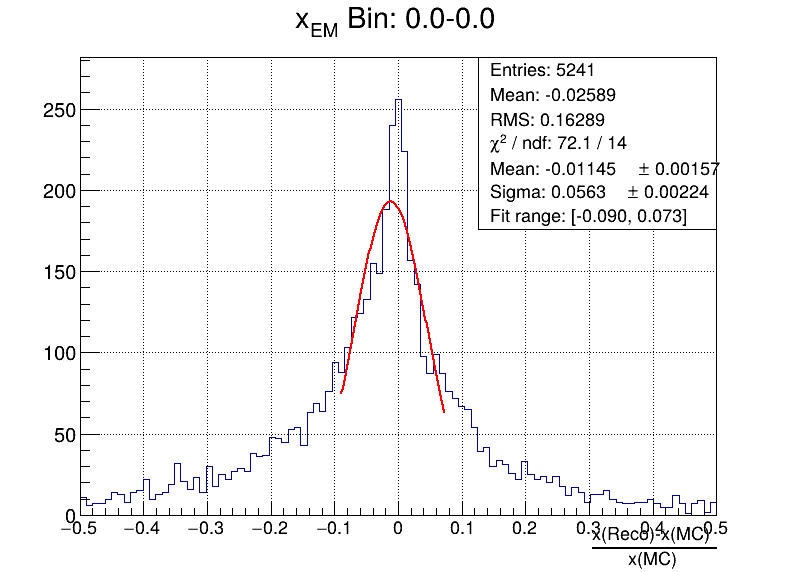 x_EM Bin: 0.0-0.0
Entries: 5241
Mean: -0.02589
RMS: 0.16289
χ² / ndf: 72.1 / 14
Mean: -0.01145 ± 0.00157
Sigma: 0.0563 ± 0.00224
Fit range: [-0.090, 0.073]
250
200
150
100
50
0
−0.5 −0.4 −0.3 −0.2 −0.1 0 0.1 0.2 0.3 0.4 0.5
x(Reco)-x(MC)
x(MC)